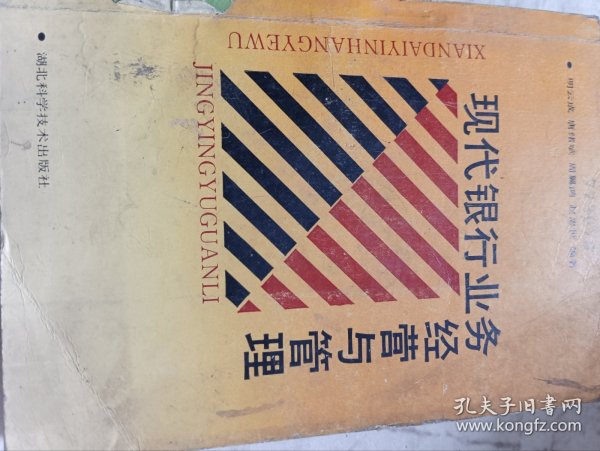 现代银行业务
经营与管理
XIANDAIYINHANGYEWU
JINGYINGYUGUANLI
湖北科学技术出版社
孔夫子旧书网
www.kongfz.com